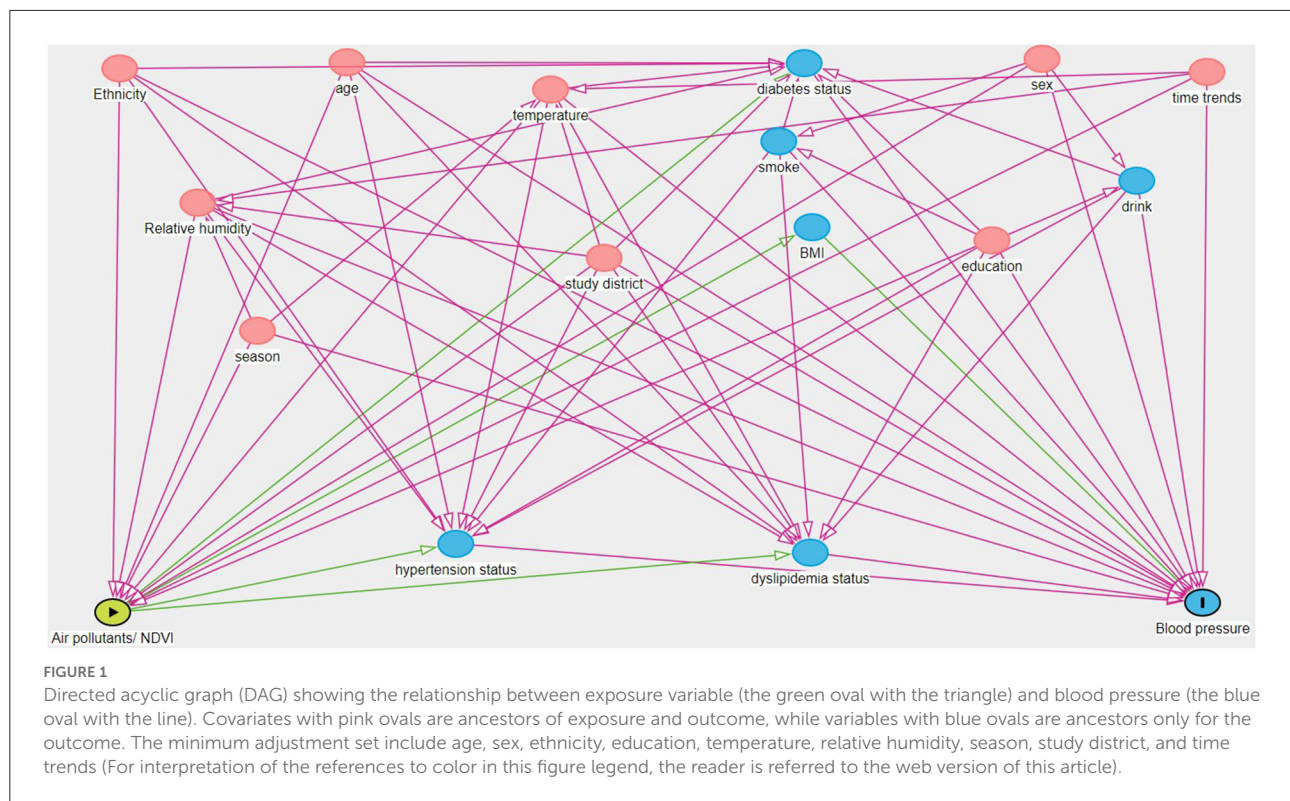 Ethnicity
age
temperature
diabetes status
sex
time trends
smoke
drink
Relative humidity
BMI
study district
education
season
hypertension status
dyslipidemia status
Air pollutants/ NDVI
Blood pressure
FIGURE 1
Directed acyclic graph (DAG) showing the relationship between exposure variable (the green oval with the triangle) and blood pressure (the blue
oval with the line). Covariates with pink ovals are ancestors of exposure and outcome, while variables with blue ovals are ancestors only for the
outcome. The minimum adjustment set include age, sex, ethnicity, education, temperature, relative humidity, season, study district, and time
trends (For interpretation of the references to color in this figure legend, the reader is referred to the web version of this article).